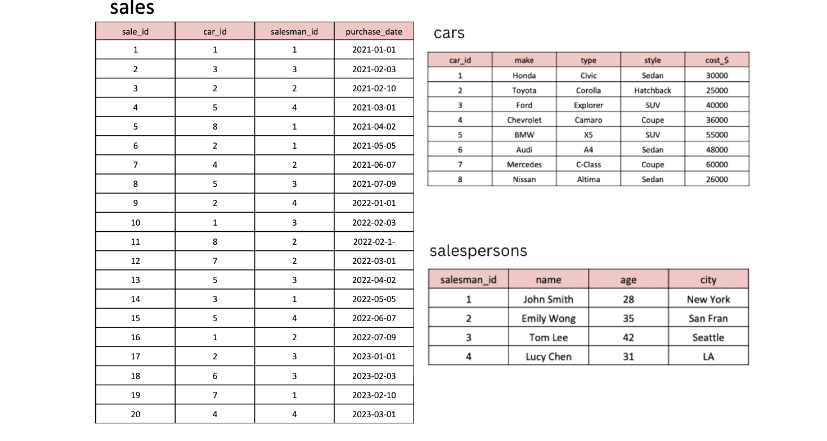 sales
sale_id car_id salesman_id purchase_date
1 1 1 2021-01-01
2 3 3 2021-02-03
3 2 2 2021-02-10
4 5 4 2021-03-01
5 8 1 2021-04-02
6 2 1 2021-05-05
7 4 2 2021-06-07
8 5 3 2021-07-09
9 2 4 2022-01-01
10 1 3 2022-02-03
11 8 2 2022-02-1-
12 7 2 2022-03-01
13 5 3 2022-04-02
14 3 1 2022-05-05
15 5 4 2022-06-07
16 1 2 2022-07-09
17 2 3 2023-01-01
18 6 3 2023-02-03
19 7 1 2023-02-10
20 4 4 2023-03-01
cars
car_id make type style cost_$
1 Honda Civic Sedan 30000
2 Toyota Corolla Hatchback 25000
3 Ford Explorer SUV 40000
4 Chevrolet Camaro Coupe 36000
5 BMW X5 SUV 55000
6 Audi A4 Sedan 48000
7 Mercedes C-Class Coupe 60000
8 Nissan Altima Sedan 26000
salespersons
salesman_id name age city
1 John Smith 28 New York
2 Emily Wong 35 San Fran
3 Tom Lee 42 Seattle
4 Lucy Chen 31 LA